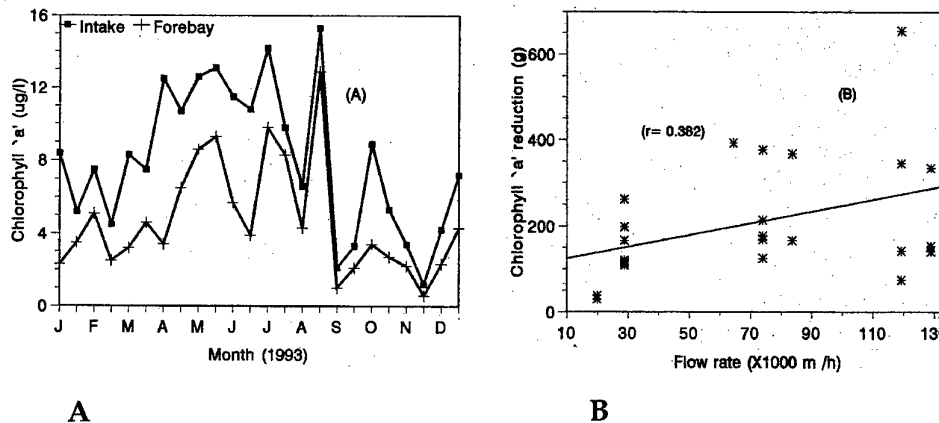 16
12
8
4
0
Chlorophyll `a' (ug/l)
Intake Forebay
(A)
J F M A M J J A S O N D
Month (1993)
A
600
400
200
0
Chlorophyll `a' reduction (g)
(B)
(r= 0.382)
10 30 50 70 90 110 13
Flow rate (X1000 m /h)
B